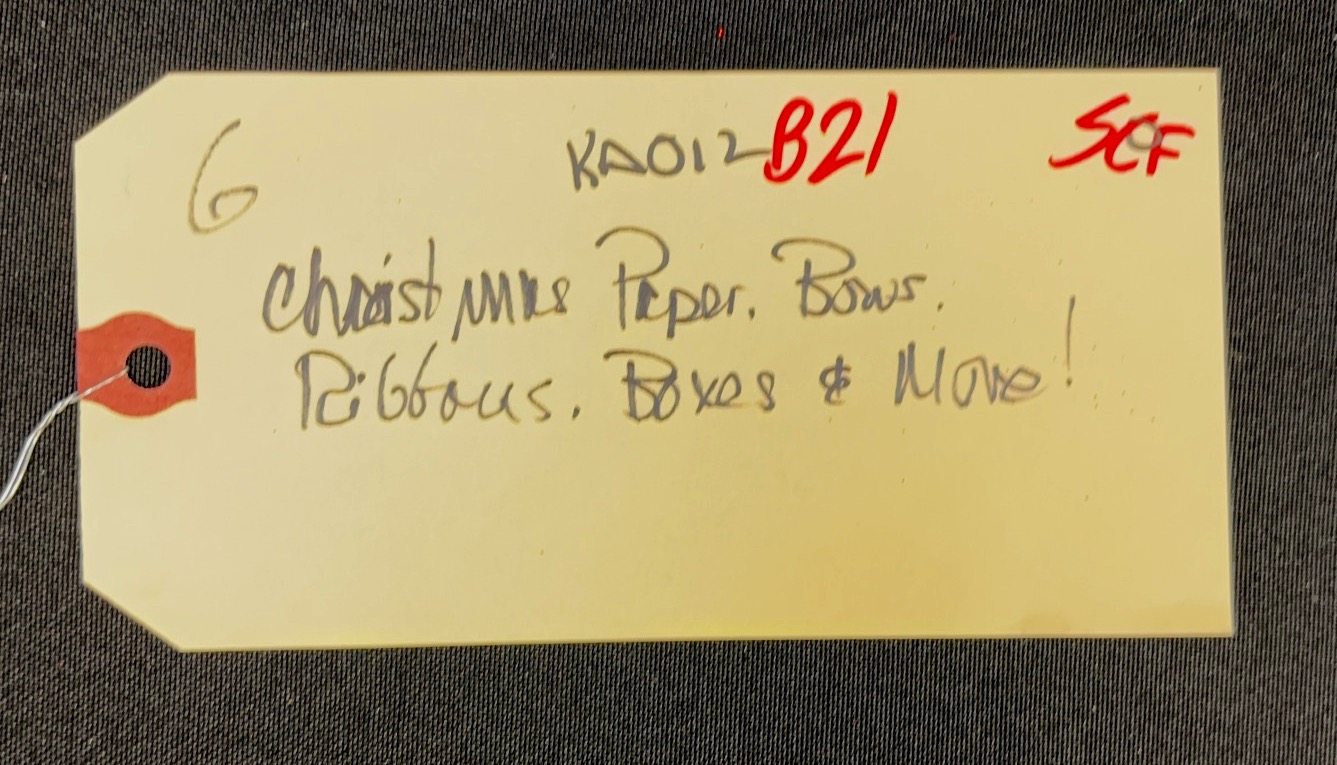 6 KA012 B21 SCF
Christmas Paper. Bows.
Ribbons. Boxes & More!